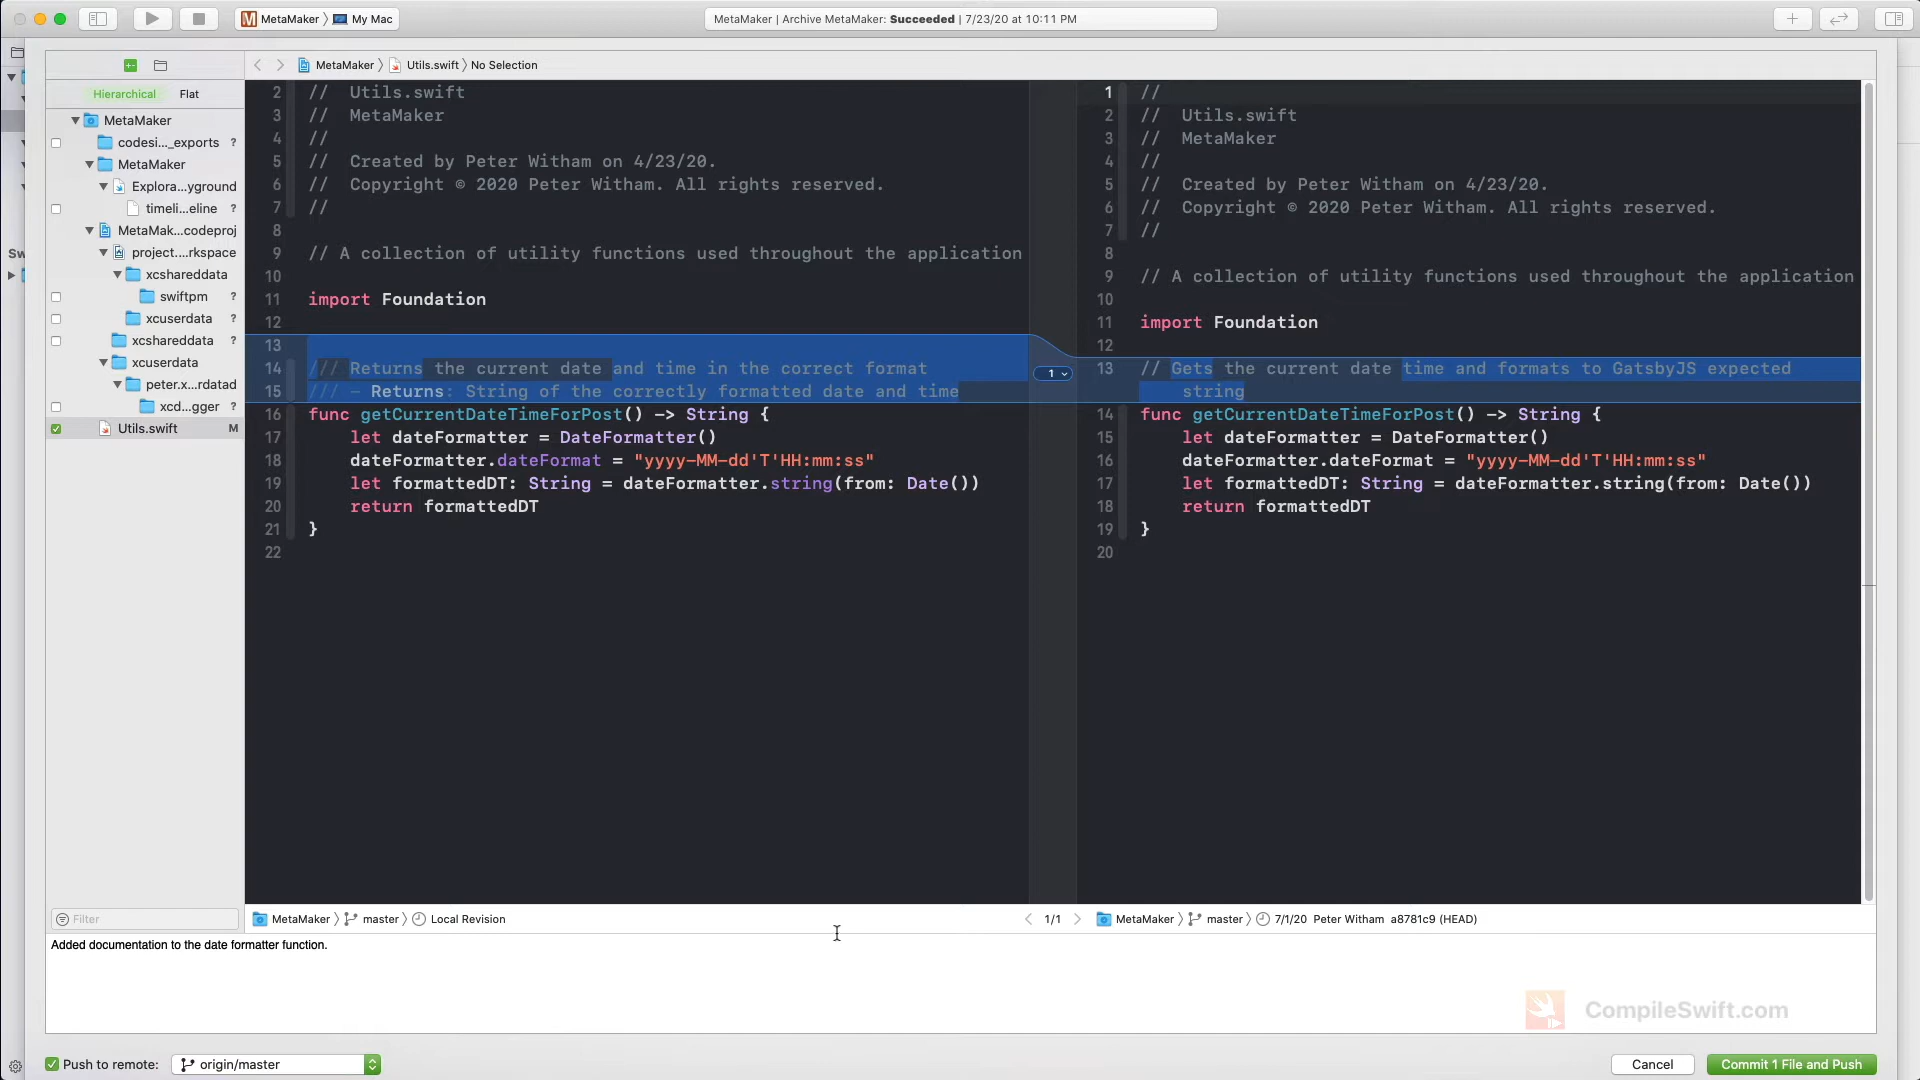 MetaMaker 〉 My Mac
MetaMaker | Archive MetaMaker: Succeeded | 7/23/20 at 10:11 PM
MetaMaker 〉 Utils.swift 〉 No Selection
Hierarchical Flat
MetaMaker
codesi..._exports ?
MetaMaker
Explora...yground
timeli...eline ?
MetaMak...codeproj
project....rkspace
xcshareddata
swiftpm ?
xcuserdata ?
xcshareddata ?
xcuserdata
peter.x...rdatad
xcd...gger ?
Utils.swift M
Sw
Filter
2 //  Utils.swift
3 //  MetaMaker
4 //
5 //  Created by Peter Witham on 4/23/20.
6 //  Copyright © 2020 Peter Witham. All rights reserved.
7 //
8
9 // A collection of utility functions used throughout the application
10
11 import Foundation
12
13
14 /// Returns the current date and time in the correct format
15 /// - Returns: String of the correctly formatted date and time
16 func getCurrentDateTimeForPost() -> String {
17     let dateFormatter = DateFormatter()
18     dateFormatter.dateFormat = "yyyy-MM-dd'T'HH:mm:ss"
19     let formattedDT: String = dateFormatter.string(from: Date())
20     return formattedDT
21 }
22
1
1 //
2 //  Utils.swift
3 //  MetaMaker
4 //
5 //  Created by Peter Witham on 4/23/20.
6 //  Copyright © 2020 Peter Witham. All rights reserved.
7 //
8
9 // A collection of utility functions used throughout the application
10
11 import Foundation
12
13 // Gets the current date time and formats to GatsbyJS expected
string
14 func getCurrentDateTimeForPost() -> String {
15     let dateFormatter = DateFormatter()
16     dateFormatter.dateFormat = "yyyy-MM-dd'T'HH:mm:ss"
17     let formattedDT: String = dateFormatter.string(from: Date())
18     return formattedDT
19 }
20
MetaMaker 〉 master 〉 Local Revision
1/1
MetaMaker 〉 master 〉 7/1/20 Peter Witham a8781c9 (HEAD)
Added documentation to the date formatter function.
CompileSwift.com
Push to remote: origin/master
Cancel
Commit 1 File and Push